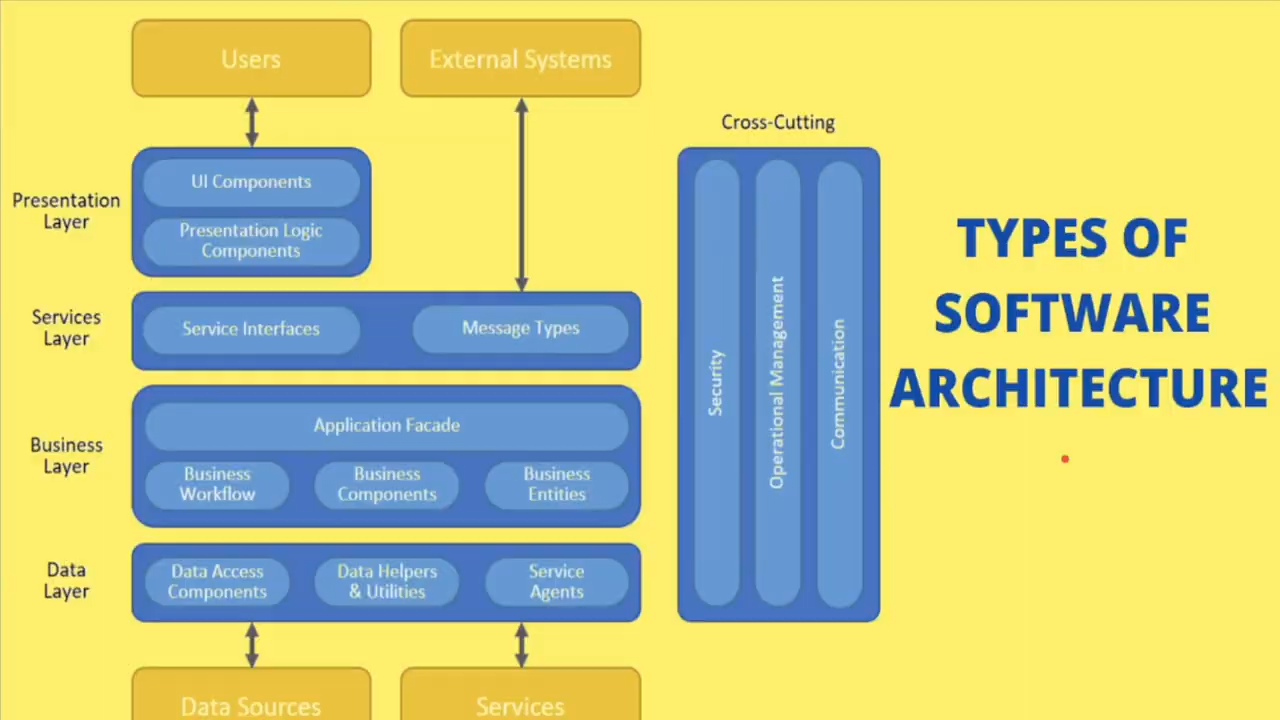 Users
External Systems
Cross-Cutting
Presentation
Layer
UI Components
Presentation Logic
Components
Services
Layer
Service Interfaces
Message Types
Business
Layer
Application Facade
Business
Workflow
Business
Components
Business
Entities
Data
Layer
Data Access
Components
Data Helpers
& Utilities
Service
Agents
Data Sources
Services
Security
Operational Management
Communication
TYPES OF
SOFTWARE
ARCHITECTURE